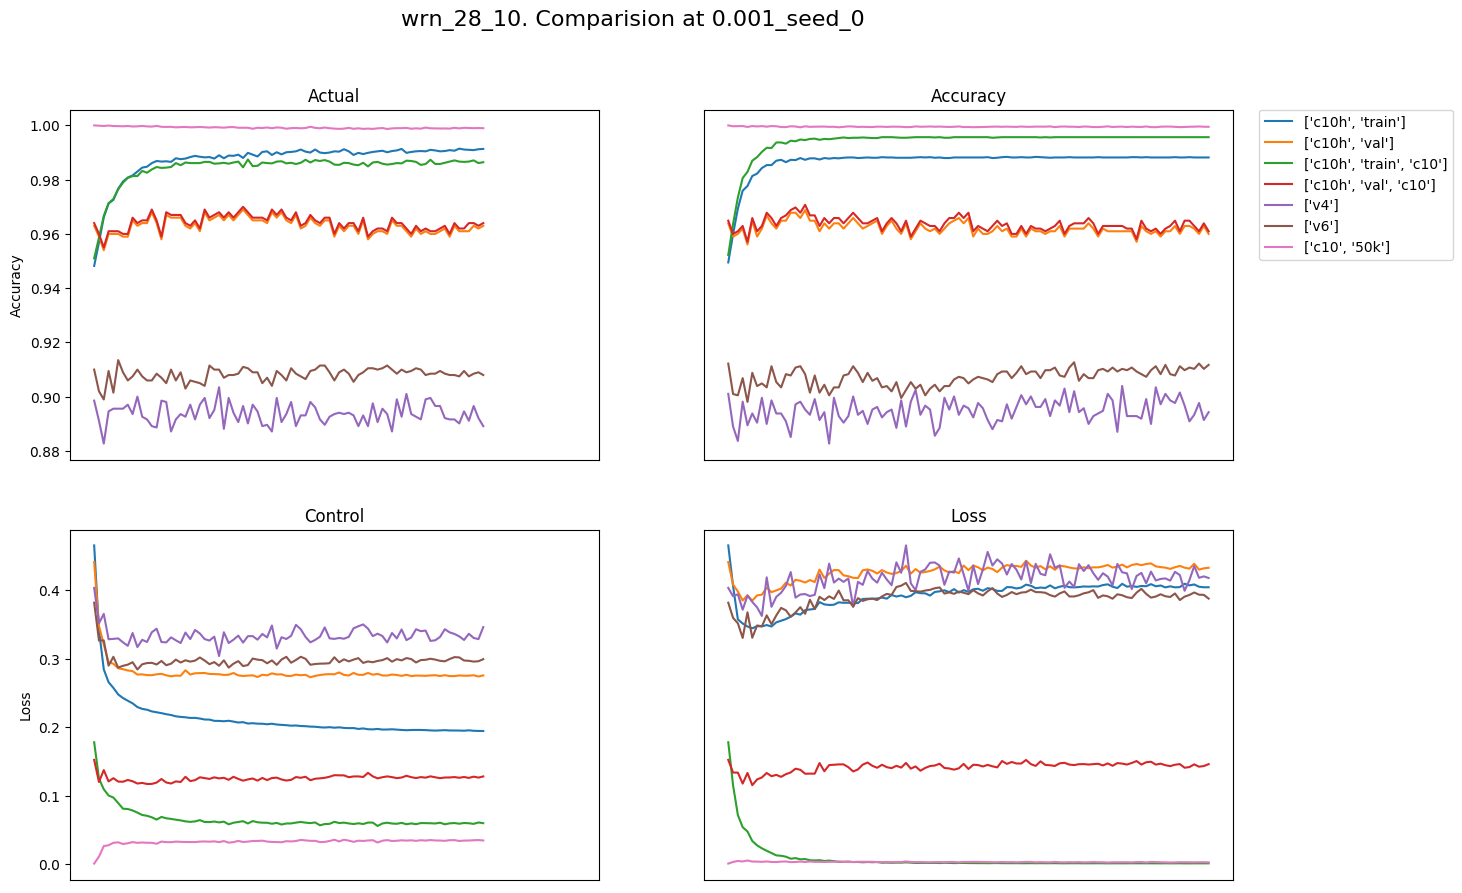 wrn_28_10. Comparision at 0.001_seed_0
Actual
Accuracy
1.00
0.98
0.96
0.94
0.92
0.90
0.88
Accuracy
['c10h', 'train']
['c10h', 'val']
['c10h', 'train', 'c10']
['c10h', 'val', 'c10']
['v4']
['v6']
['c10', '50k']
Control
Loss
0.4
0.3
0.2
0.1
0.0
Loss